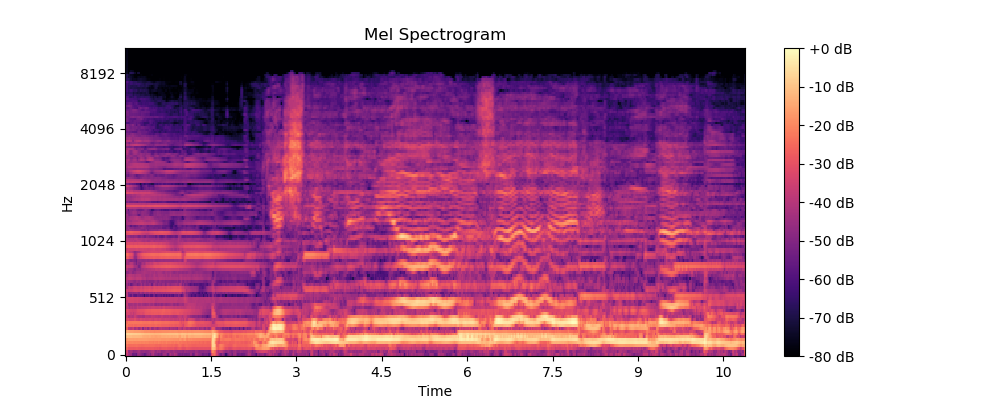 Mel Spectrogram
8192
4096
2048
1024
512
0
Hz
0 1.5 3 4.5 6 7.5 9 10
Time
+0 dB
-10 dB
-20 dB
-30 dB
-40 dB
-50 dB
-60 dB
-70 dB
-80 dB